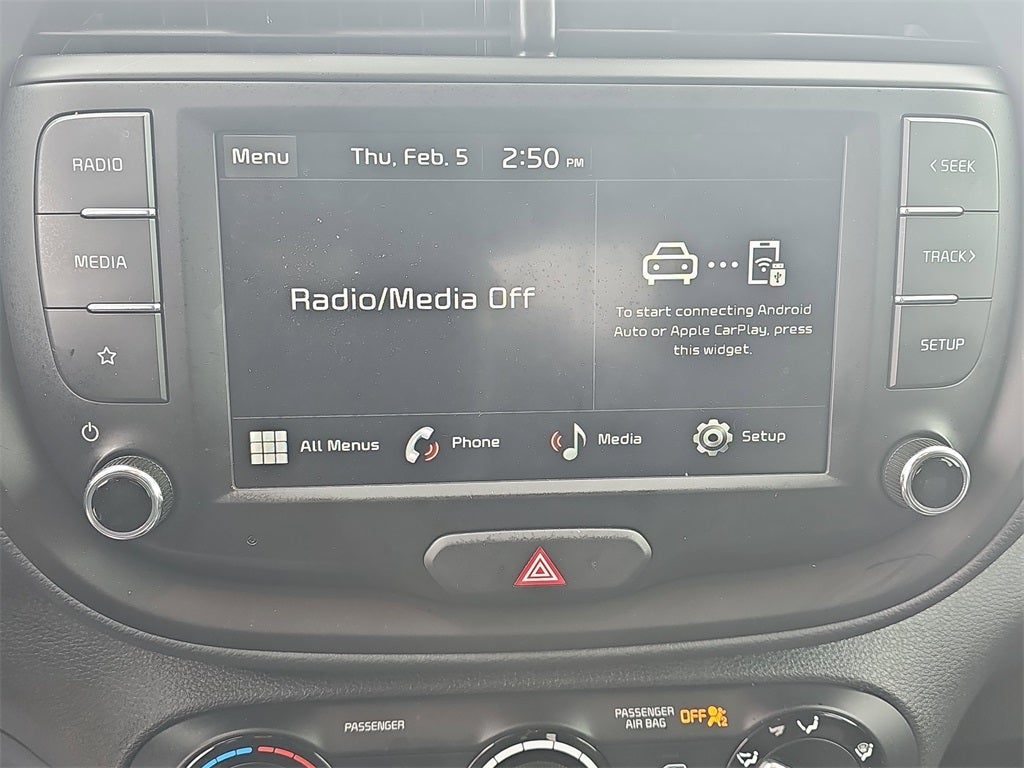 RADIO
MEDIA
Menu
Thu, Feb. 5
2:50 PM
Radio/Media Off
To start connecting Android
Auto or Apple CarPlay, press
this widget.
All Menus
Phone
Media
Setup
<SEEK
TRACK>
SETUP
PASSENGER
PASSENGER
AIR BAG
OFF
2